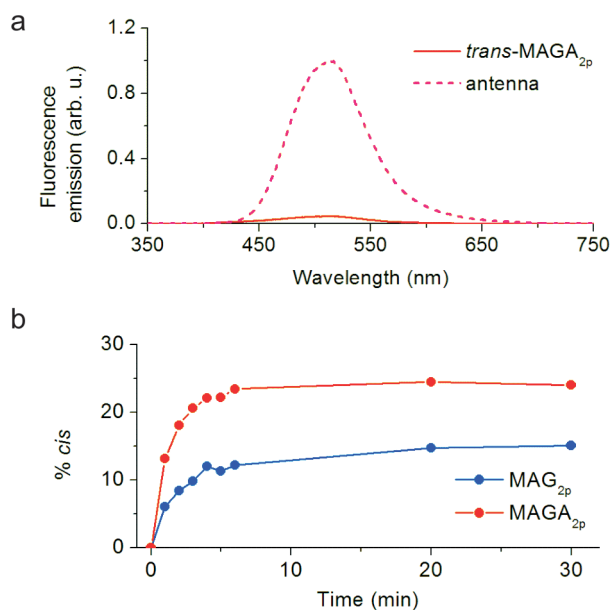 a
Fluorescence
emission (arb. u.)
1.2
0.8
0.4
0.0
trans-MAGA2p
antenna
350
450
550
650
750
Wavelength (nm)
b
% cis
30
20
10
0
MAG2p
MAGA2p
0
10
20
30
Time (min)